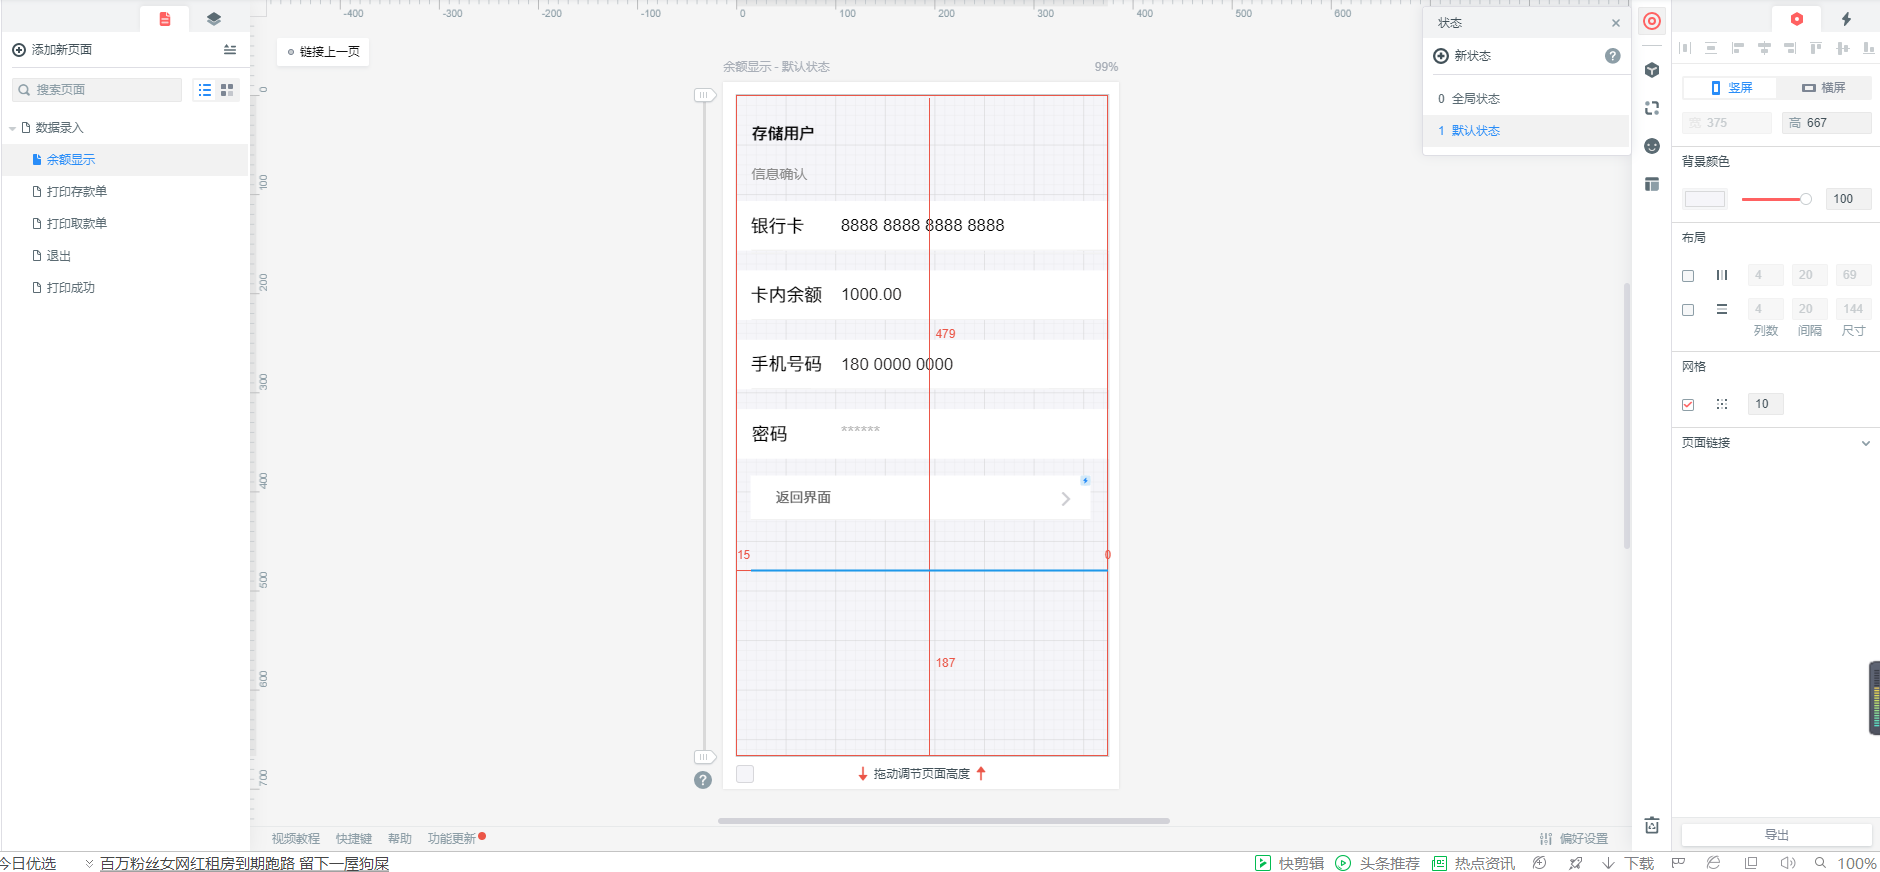 添加新页面
搜索页面
数据录入
余额显示
打印存款单
打印取款单
退出
打印成功
链接上一页
-400
-300
-200
-100
0
100
200
300
400
500
600
0
100
200
300
400
500
600
700
余额显示 - 默认状态
99%
存储用户
信息确认
银行卡 8888 8888 8888 8888
卡内余额 1000.00
479
手机号码 180 0000 0000
密码 ******
返回界面
15
0
187
拖动调节页面高度
?
状态
×
新状态
?
0 全局状态
1 默认状态
竖屏
横屏
宽 375
高 667
背景颜色
100
布局
4 20 69
4 20 144
列数 间隔 尺寸
网格
10
页面链接
导出
视频教程 快捷键 帮助 功能更新
偏好设置
今日优选
百万粉丝女网红租房到期跑路 留下一屋狗屎
快剪辑 头条推荐 热点资讯 下载 100%